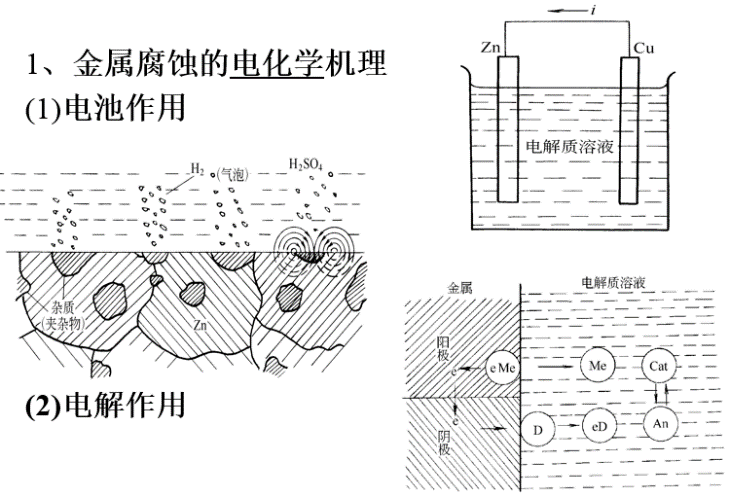 1、金属腐蚀的电化学机理
(1)电池作用
H₂ (气泡)
H₂SO₄
杂质
(夹杂物)
Zn
(2)电解作用
i
Zn
Cu
电解质溶液
金属
电解质溶液
阳极
e
e Me
Me
Cat
e
阴极
D
eD
An